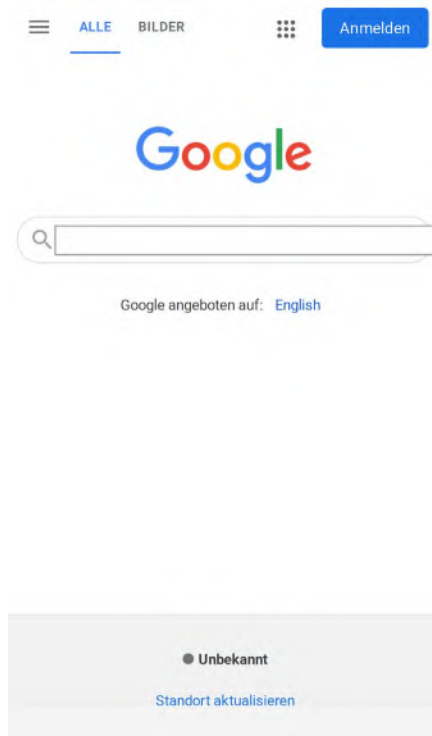 ALLE BILDER Anmelden
Google
Google angeboten auf: English
Unbekannt
Standort aktualisieren